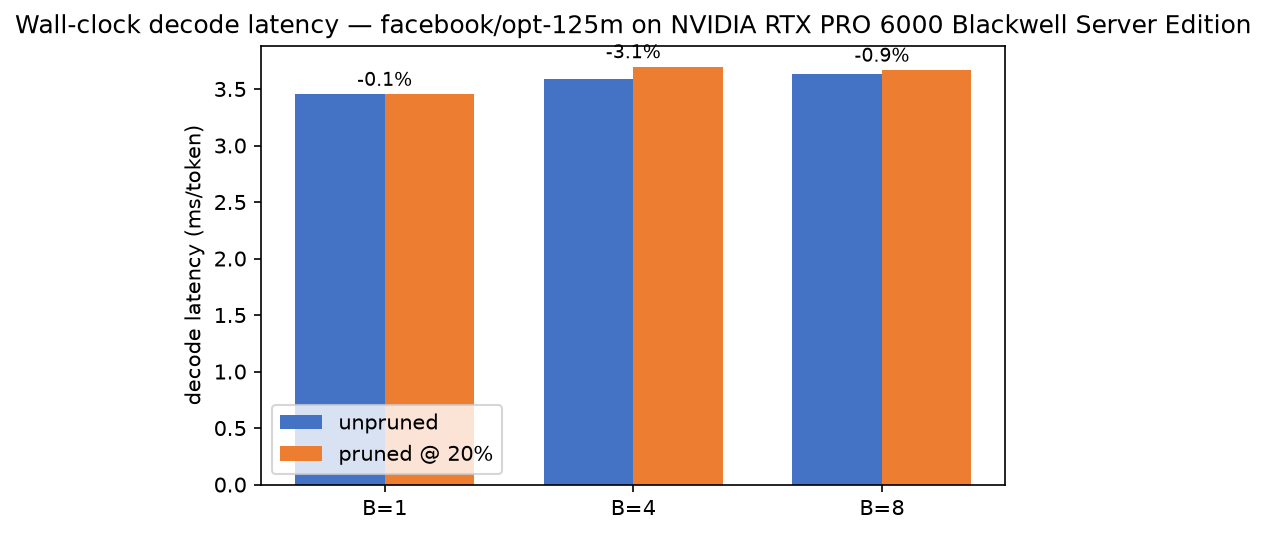 Wall-clock decode latency — facebook/opt-125m on NVIDIA RTX PRO 6000 Blackwell Server Edition
-0.1%
-3.1%
-0.9%
decode latency (ms/token)
3.5
3.0
2.5
2.0
1.5
1.0
0.5
0.0
unpruned
pruned @ 20%
B=1
B=4
B=8